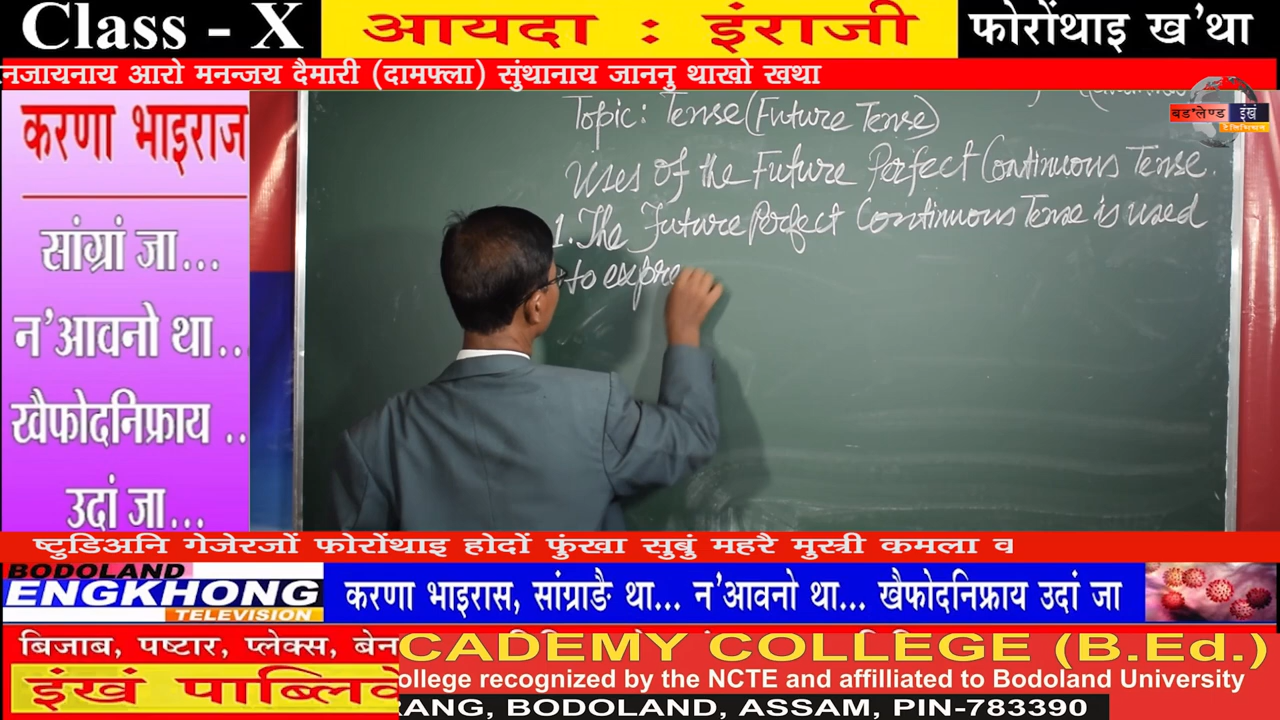 Class - X
आयदा : इंराजी
फोरोंथाइ ख'था
नजायनाय आरो मनन्जय दैमारी (दामफ्ला) सुंथानाय जाननु थाखो खथा
करणा भाइराज
सांग्रां जा...
न'आवनो था...
खैफोदनिफ्राय ..
उदां जा...
बड'लेण्ड इंखं
टेलिभिजन
Topic: Tense (Future Tense)
Uses of the Future Perfect Continuous Tense.
1. The Future Perfect Continuous Tense is used
to expre
ष्टुडिअनि गेजेरजों फोरोंथाइ होदों फुंखा सुबुं महरै मुस्त्री कमला व
BODOLAND
ENGKHONG
TELEVISION
करणा भाइरास, सांग्राङै था... न'आवनो था... खैफोदनिफ्राय उदां जा
बिजाब, पष्टार, प्लेक्स, बेन
CADEMY COLLEGE (B.Ed.)
इंखं पाब्लिके
ollege recognized by the NCTE and affilliated to Bodoland University
RANG, BODOLAND, ASSAM, PIN-783390